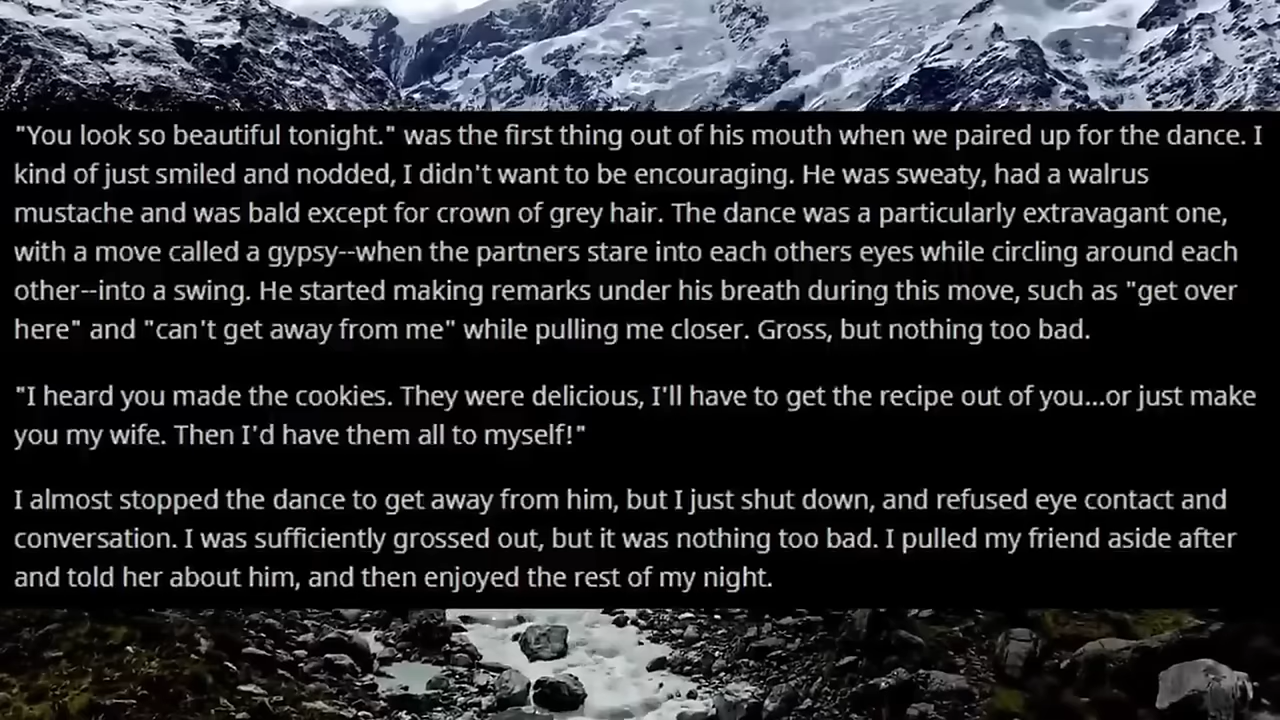 "You look so beautiful tonight." was the first thing out of his mouth when we paired up for the dance. I
kind of just smiled and nodded, I didn't want to be encouraging. He was sweaty, had a walrus
mustache and was bald except for crown of grey hair. The dance was a particularly extravagant one,
with a move called a gypsy--when the partners stare into each others eyes while circling around each
other--into a swing. He started making remarks under his breath during this move, such as "get over
here" and "can't get away from me" while pulling me closer. Gross, but nothing too bad.
"I heard you made the cookies. They were delicious, I'll have to get the recipe out of you...or just make
you my wife. Then I'd have them all to myself!"
I almost stopped the dance to get away from him, but I just shut down, and refused eye contact and
conversation. I was sufficiently grossed out, but it was nothing too bad. I pulled my friend aside after
and told her about him, and then enjoyed the rest of my night.